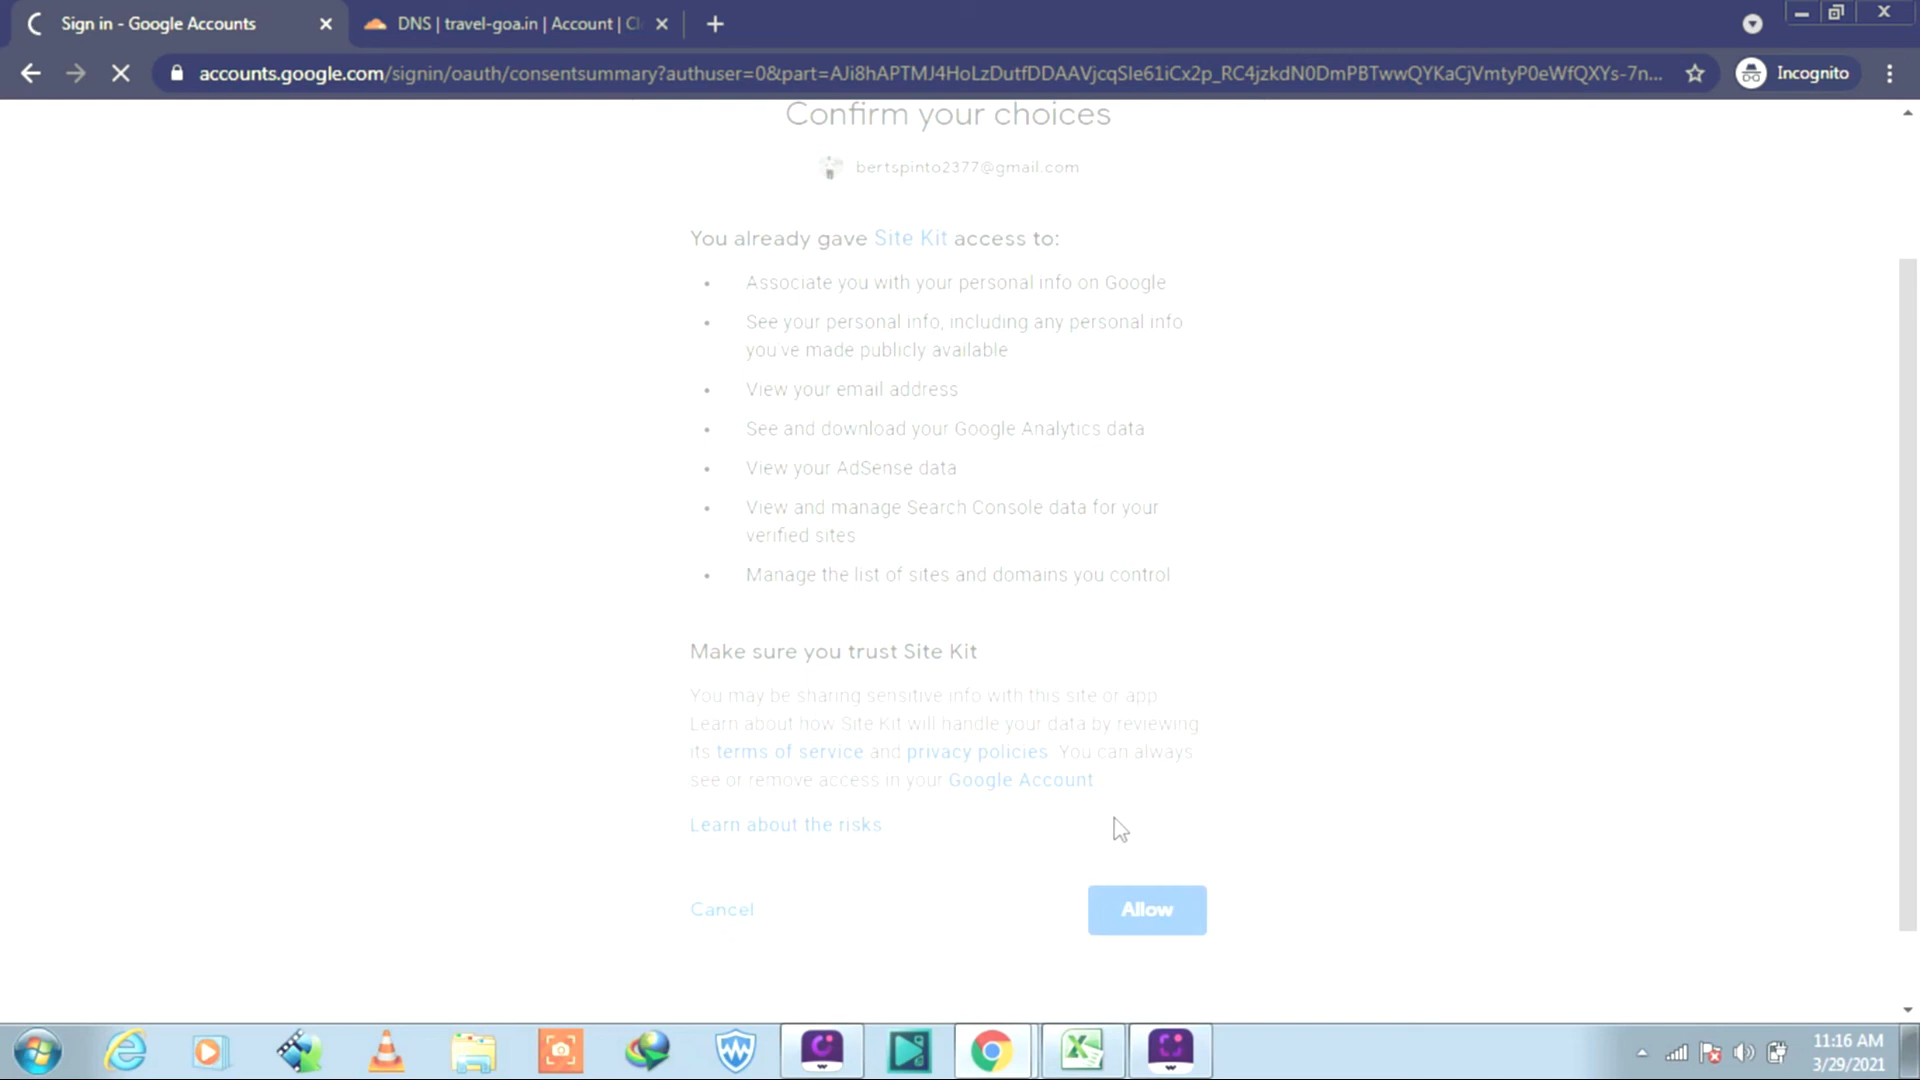 Sign in - Google Accounts
DNS | travel-goa.in | Account | Cl
accounts.google.com/signin/oauth/consentsummary?authuser=0&part=AJi8hAPTMJ4HoLzDutfDDAAVjcqSIe61iCx2p_RC4jzkdN0DmPBTwwQYKaCjVmtyP0eWfQXYs-7n...
Incognito
Confirm your choices
bertspinto2377@gmail.com
You already gave Site Kit access to:
• Associate you with your personal info on Google
• See your personal info, including any personal info
you've made publicly available
• View your email address
• See and download your Google Analytics data
• View your AdSense data
• View and manage Search Console data for your
verified sites
• Manage the list of sites and domains you control
Make sure you trust Site Kit
You may be sharing sensitive info with this site or app
Learn about how Site Kit will handle your data by reviewing
its terms of service and privacy policies You can always
see or remove access in your Google Account
Learn about the risks
Cancel
Allow
11:16 AM
3/29/2021